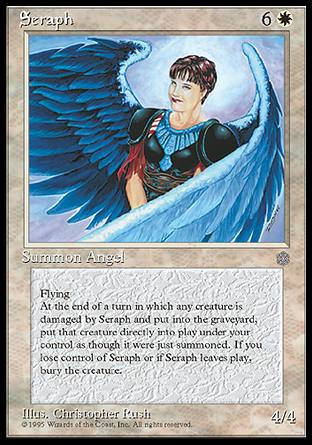 Seraph 6
Summon Angel
Flying
At the end of a turn in which any creature is
damaged by Seraph and put into the graveyard,
put that creature directly into play under your
control as though it were just summoned. If you
lose control of Seraph or if Seraph leaves play,
bury the creature.
Illus. Christopher Rush
©1995 Wizards of the Coast, Inc. All rights reserved. 4/4